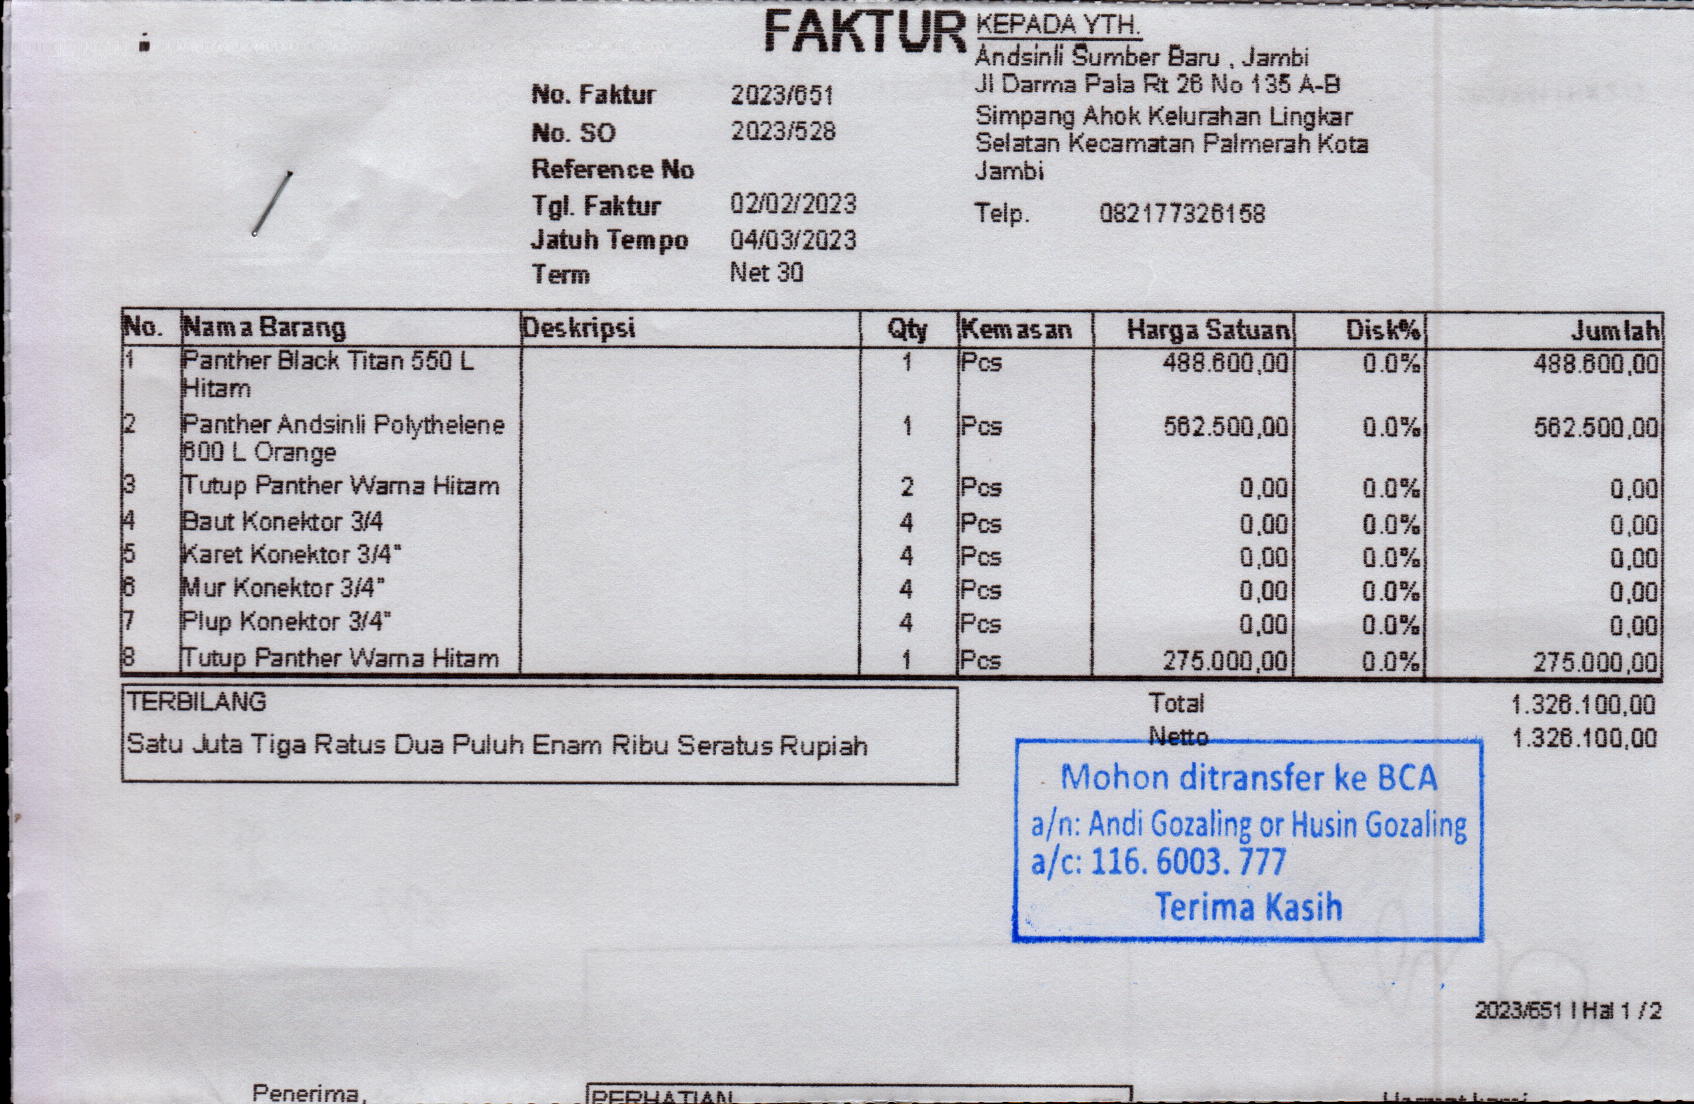 FAKTUR
KEPADA YTH.
Andsinli Sumber Baru , Jambi
Jl Darma Pala Rt 26 No 135 A-B
Simpang Ahok Kelurahan Lingkar
Selatan Kecamatan Palmerah Kota
Jambi
Telp. 082177326158
No. Faktur 2023/651
No. SO 2023/528
Reference No
Tgl. Faktur 02/02/2023
Jatuh Tempo 04/03/2023
Term Net 30
No. Nama Barang Deskripsi Qty Kemasan Harga Satuan Disk% Jumlah
1 Panther Black Titan 550 L 1 Pcs 488.600,00 0.0% 488.600,00
Hitam
2 Panther Andsinli Polythelene 1 Pcs 562.500,00 0.0% 562.500,00
600 L Orange
3 Tutup Panther Warna Hitam 2 Pcs 0,00 0.0% 0,00
4 Baut Konektor 3/4 4 Pcs 0,00 0.0% 0,00
5 Karet Konektor 3/4" 4 Pcs 0,00 0.0% 0,00
6 Mur Konektor 3/4" 4 Pcs 0,00 0.0% 0,00
7 Plup Konektor 3/4" 4 Pcs 0,00 0.0% 0,00
8 Tutup Panther Warna Hitam 1 Pcs 275.000,00 0.0% 275.000,00
TERBILANG
Satu Juta Tiga Ratus Dua Puluh Enam Ribu Seratus Rupiah
Total 1.326.100,00
Netto 1.326.100,00
Mohon ditransfer ke BCA
a/n: Andi Gozaling or Husin Gozaling
a/c: 116. 6003. 777
Terima Kasih
2023/651 | Hal 1 / 2
Penerima,
PERHATIAN
Hormat kami